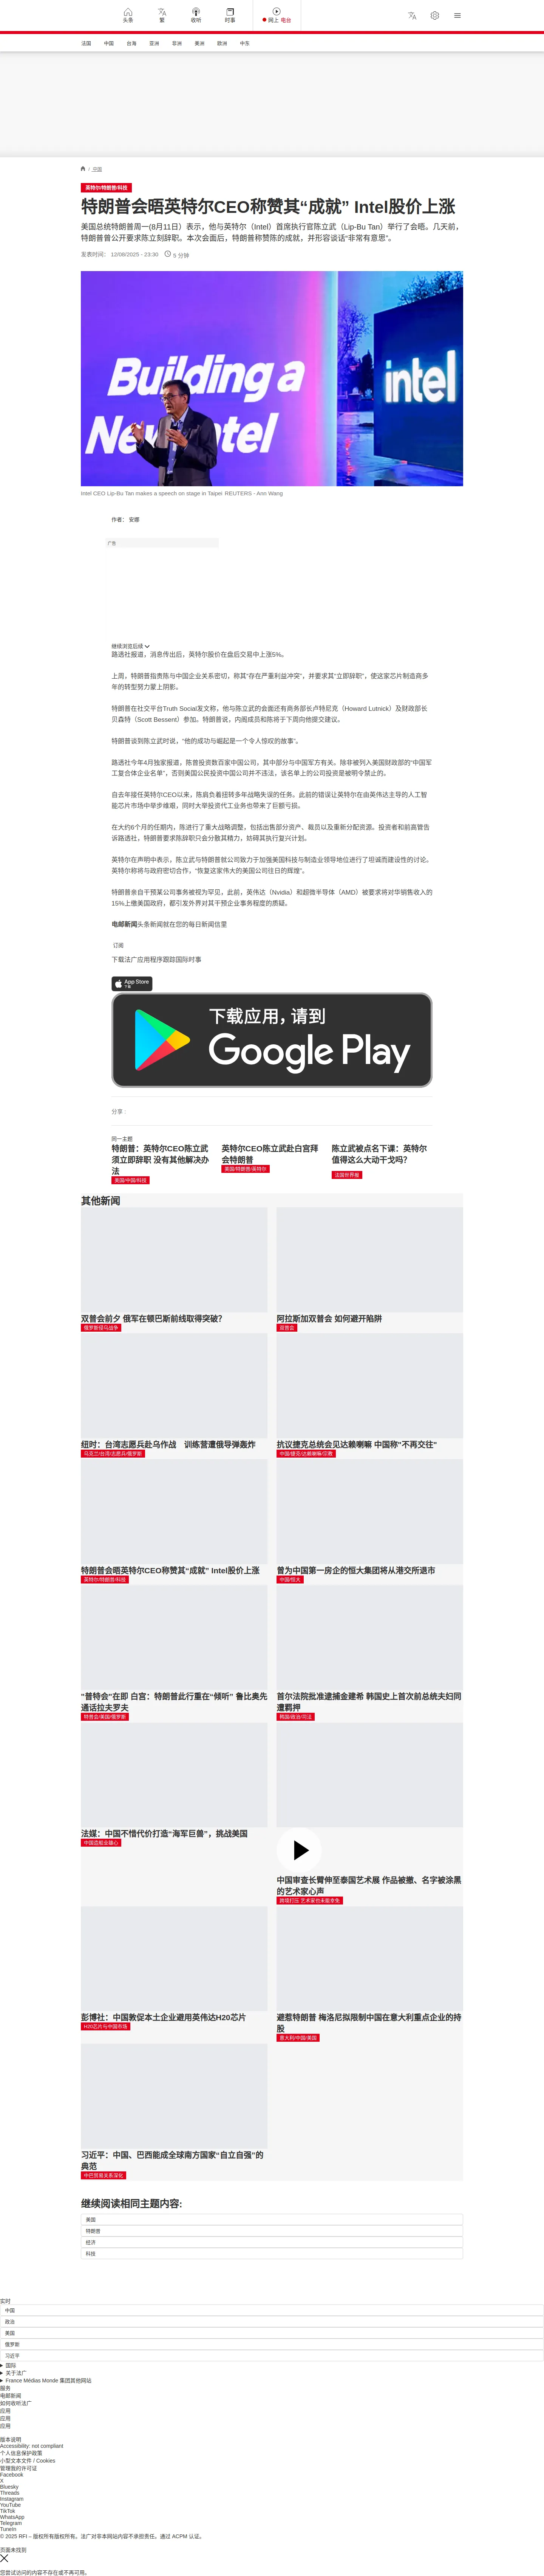 头条
繁
收听
时事
网上 电台
法国
中国
台海
亚洲
非洲
美洲
欧洲
中东
/ 中国
英特尔/特朗普/科技
特朗普会晤英特尔CEO称赞其“成就” Intel股价上涨
美国总统特朗普周一(8月11日）表示，他与英特尔（Intel）首席执行官陈立武（Lip-Bu Tan）举行了会晤。几天前，特朗普曾公开要求陈立刻辞职。本次会面后，特朗普称赞陈的成就，并形容谈话“非常有意思”。
发表时间： 12/08/2025 - 23:30
5 分钟
Building a
New Intel
intel
Intel CEO Lip-Bu Tan makes a speech on stage in Taipei REUTERS - Ann Wang
作者： 安娜
广告
继续浏览后续
路透社报道，消息传出后，英特尔股价在盘后交易中上涨5%。
上周，特朗普指责陈与中国企业关系密切，称其“存在严重利益冲突”，并要求其“立即辞职”，使这家芯片制造商多年的转型努力蒙上阴影。
特朗普在社交平台Truth Social发文称，他与陈立武的会面还有商务部长卢特尼克（Howard Lutnick）及财政部长贝森特（Scott Bessent）参加。特朗普说，内阁成员和陈将于下周向他提交建议。
特朗普谈到陈立武时说，“他的成功与崛起是一个令人惊叹的故事”。
路透社今年4月独家报道，陈曾投资数百家中国公司，其中部分与中国军方有关。除非被列入美国财政部的“中国军工复合体企业名单”，否则美国公民投资中国公司并不违法，该名单上的公司投资是被明令禁止的。
自去年接任英特尔CEO以来，陈肩负着扭转多年战略失误的任务。此前的错误让英特尔在由英伟达主导的人工智能芯片市场中举步维艰，同时大举投资代工业务也带来了巨额亏损。
在大约6个月的任期内，陈进行了重大战略调整，包括出售部分资产、裁员以及重新分配资源。投资者和前高管告诉路透社，特朗普要求陈辞职只会分散其精力，妨碍其执行复兴计划。
英特尔在声明中表示，陈立武与特朗普就公司致力于加强美国科技与制造业领导地位进行了坦诚而建设性的讨论。英特尔称将与政府密切合作，“恢复这家伟大的美国公司往日的辉煌”。
特朗普亲自干预某公司事务被视为罕见，此前，英伟达（Nvidia）和超微半导体（AMD）被要求将对华销售收入的15%上缴美国政府，都引发外界对其干预企业事务程度的质疑。
电邮新闻头条新闻就在您的每日新闻信里
订阅
下载法广应用程序跟踪国际时事
App Store
下载
下载应用，请到
Google Play
分享 :
同一主题
特朗普：英特尔CEO陈立武须立即辞职 没有其他解决办法
美国/中国/科技
英特尔CEO陈立武赴白宫拜会特朗普
美国/特朗普/英特尔
陈立武被点名下课：英特尔值得这么大动干戈吗?
法国世界报
其他新闻
双普会前夕 俄军在顿巴斯前线取得突破?
俄罗斯侵乌战争
阿拉斯加双普会 如何避开陷阱
双普会
纽时：台湾志愿兵赴乌作战　训练营遭俄导弹轰炸
乌克兰/台湾/志愿兵/俄罗斯
抗议捷克总统会见达赖喇嘛 中国称“不再交往”
中国/捷克/达赖喇嘛/宗教
特朗普会晤英特尔CEO称赞其“成就” Intel股价上涨
英特尔/特朗普/科技
曾为中国第一房企的恒大集团将从港交所退市
中国/恒大
"普特会"在即 白宫：特朗普此行重在“倾听” 鲁比奥先通话拉夫罗夫
特普会/美国/俄罗斯
首尔法院批准逮捕金建希 韩国史上首次前总统夫妇同遭羁押
韩国/政治/司法
法媒：中国不惜代价打造“海军巨兽”，挑战美国
中国造船业雄心
中国审查长臂伸至泰国艺术展 作品被撤、名字被涂黑的艺术家心声
跨境打压 艺术家也未能幸免
彭博社：中国敦促本土企业避用英伟达H20芯片
H20芯片与中国市场
避惹特朗普 梅洛尼拟限制中国在意大利重点企业的持股
意大利/中国/美国
习近平：中国、巴西能成全球南方国家“自立自强”的典范
中巴贸易关系深化
继续阅读相同主题内容:
美国
特朗普
经济
科技
实时
中国
政治
美国
俄罗斯
习近平
国际
关于法广
France Médias Monde 集团其他网站
服务
电邮新闻
如何收听法广
应用
应用
应用
版本说明
Accessibility: not compliant
个人信息保护政策
小型文本文件 / Cookies
管理我的许可证
Facebook
X
Bluesky
Threads
Instagram
YouTube
TikTok
WhatsApp
Telegram
TuneIn
© 2025 RFI – 版权所有版权所有。法广对非本网站内容不承担责任。通过 ACPM 认证。
页面未找到
您尝试访问的内容不存在或不再可用。